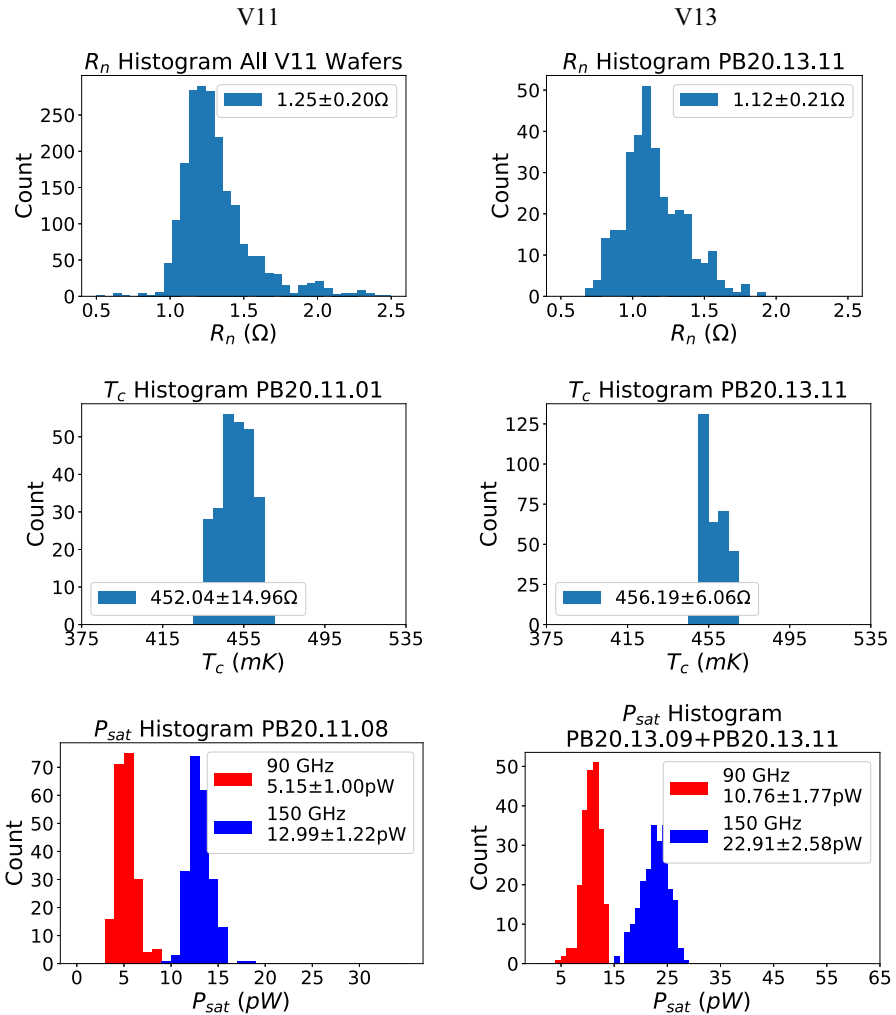 V11
V13
R_n Histogram All V11 Wafers
1.25±0.20Ω
Count
250
200
150
100
50
0
0.5 1.0 1.5 2.0 2.5
R_n (Ω)
R_n Histogram PB20.13.11
1.12±0.21Ω
Count
50
40
30
20
10
0
0.5 1.0 1.5 2.0 2.5
R_n (Ω)
T_c Histogram PB20.11.01
Count
50
40
30
20
10
0
452.04±14.96Ω
375 415 455 495 535
T_c (mK)
T_c Histogram PB20.13.11
Count
125
100
75
50
25
0
456.19±6.06Ω
375 415 455 495 535
T_c (mK)
P_sat Histogram PB20.11.08
90 GHz
5.15±1.00pW
150 GHz
12.99±1.22pW
Count
70
60
50
40
30
20
10
0
0 5 10 15 20 25 30
P_sat (pW)
P_sat Histogram
PB20.13.09+PB20.13.11
90 GHz
10.76±1.77pW
150 GHz
22.91±2.58pW
Count
50
40
30
20
10
0
5 15 25 35 45 55 65
P_sat (pW)